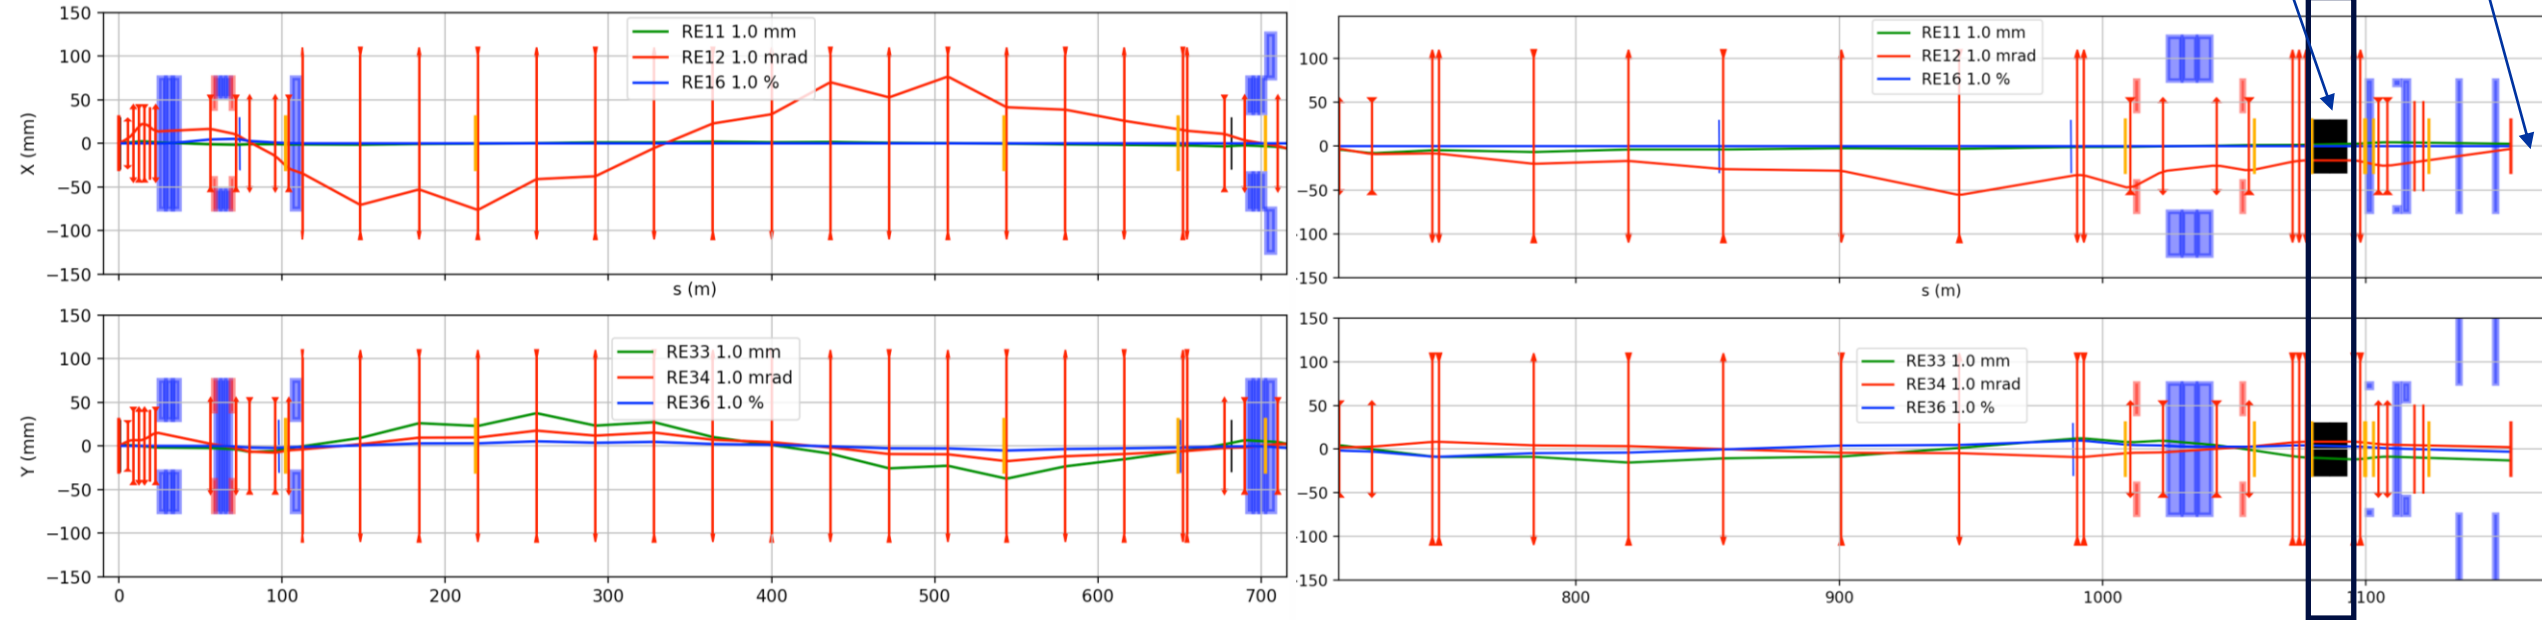 150
100
50
0
−50
−100
−150
X (mm)
RE11 1.0 mm
RE12 1.0 mrad
RE16 1.0 %
s (m)
100
50
0
−50
−100
-150
RE11 1.0 mm
RE12 1.0 mrad
RE16 1.0 %
s (m)
150
100
50
0
−50
−100
−150
Y (mm)
RE33 1.0 mm
RE34 1.0 mrad
RE36 1.0 %
0 100 200 300 400 500 600 700
150
100
50
0
−50
-100
-150
RE33 1.0 mm
RE34 1.0 mrad
RE36 1.0 %
800 900 1000 1100